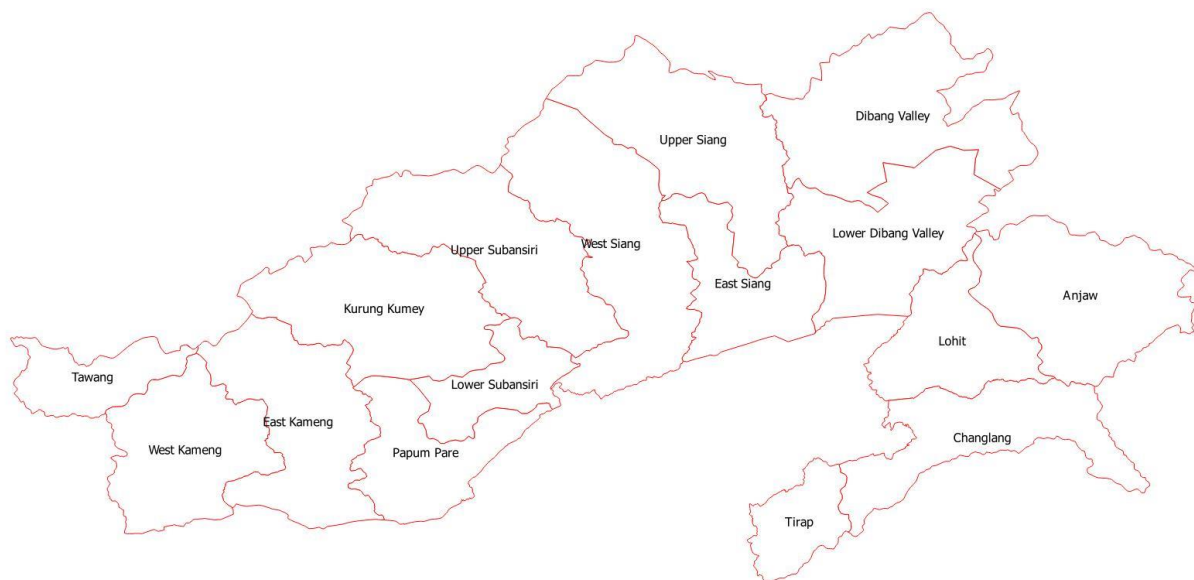 Dibang Valley
Upper Siang
Lower Dibang Valley
Upper Subansiri
West Siang
East Siang
Anjaw
Kurung Kumey
Lohit
Tawang
Lower Subansiri
East Kameng
Changlang
West Kameng
Papum Pare
Tirap